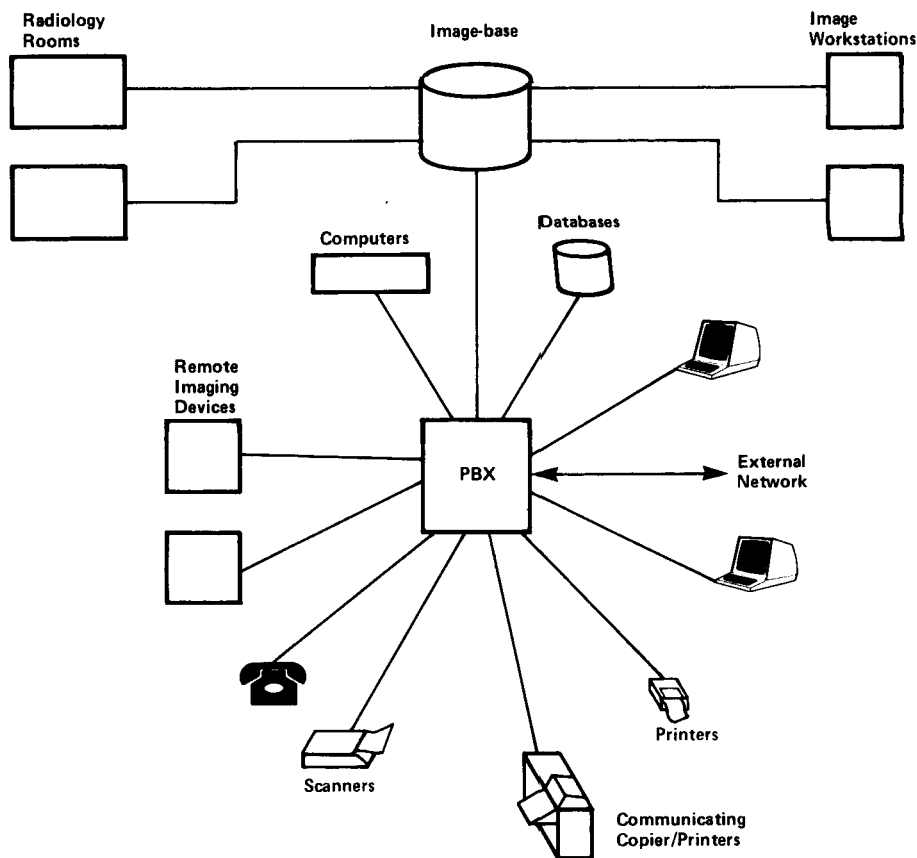 Radiology
Rooms
Image-base
Image
Workstations
Computers
Databases
Remote
Imaging
Devices
PBX
External
Network
Printers
Scanners
Communicating
Copier/Printers